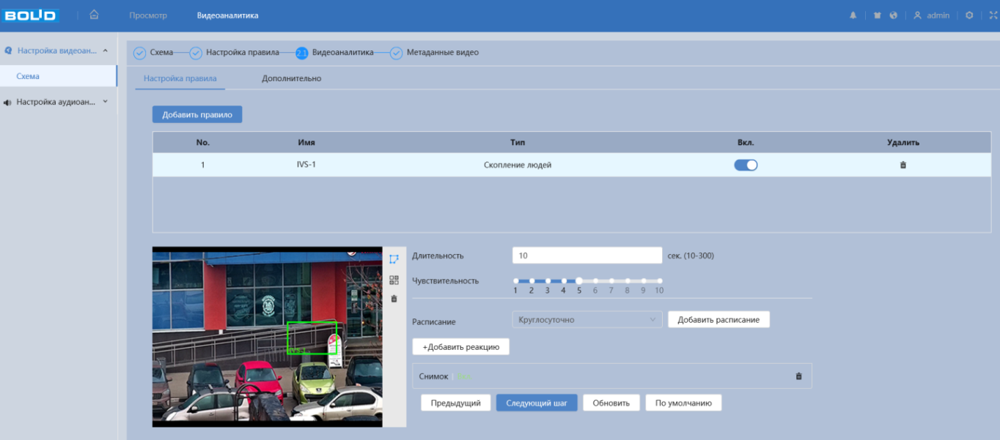 BOLID Просмотр Видеоаналитика admin
Настройка видеоан...
Схема
Настройка аудиоан...
Схема Настройка правила 2.1 Видеоаналитика Метаданные видео
Настройка правила Дополнительно
Добавить правило
No. Имя Тип Вкл. Удалить
1 IVS-1 Скопление людей
IVS-1
Длительность 10 сек. (10-300)
Чувствительность
1 2 3 4 5 6 7 8 9 10
Расписание Круглосуточно Добавить расписание
+Добавить реакцию
Снимок
Предыдущий Следующий шаг Обновить По умолчанию